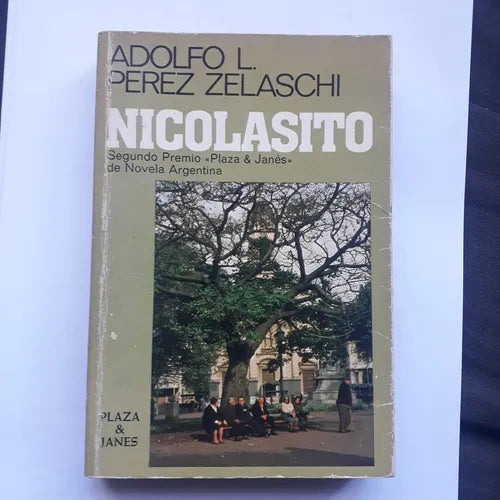 ADOLFO L.
PEREZ ZELASCHI
NICOLASITO
Segundo Premio «Plaza & Janés»
de Novela Argentina
PLAZA
&
JANES